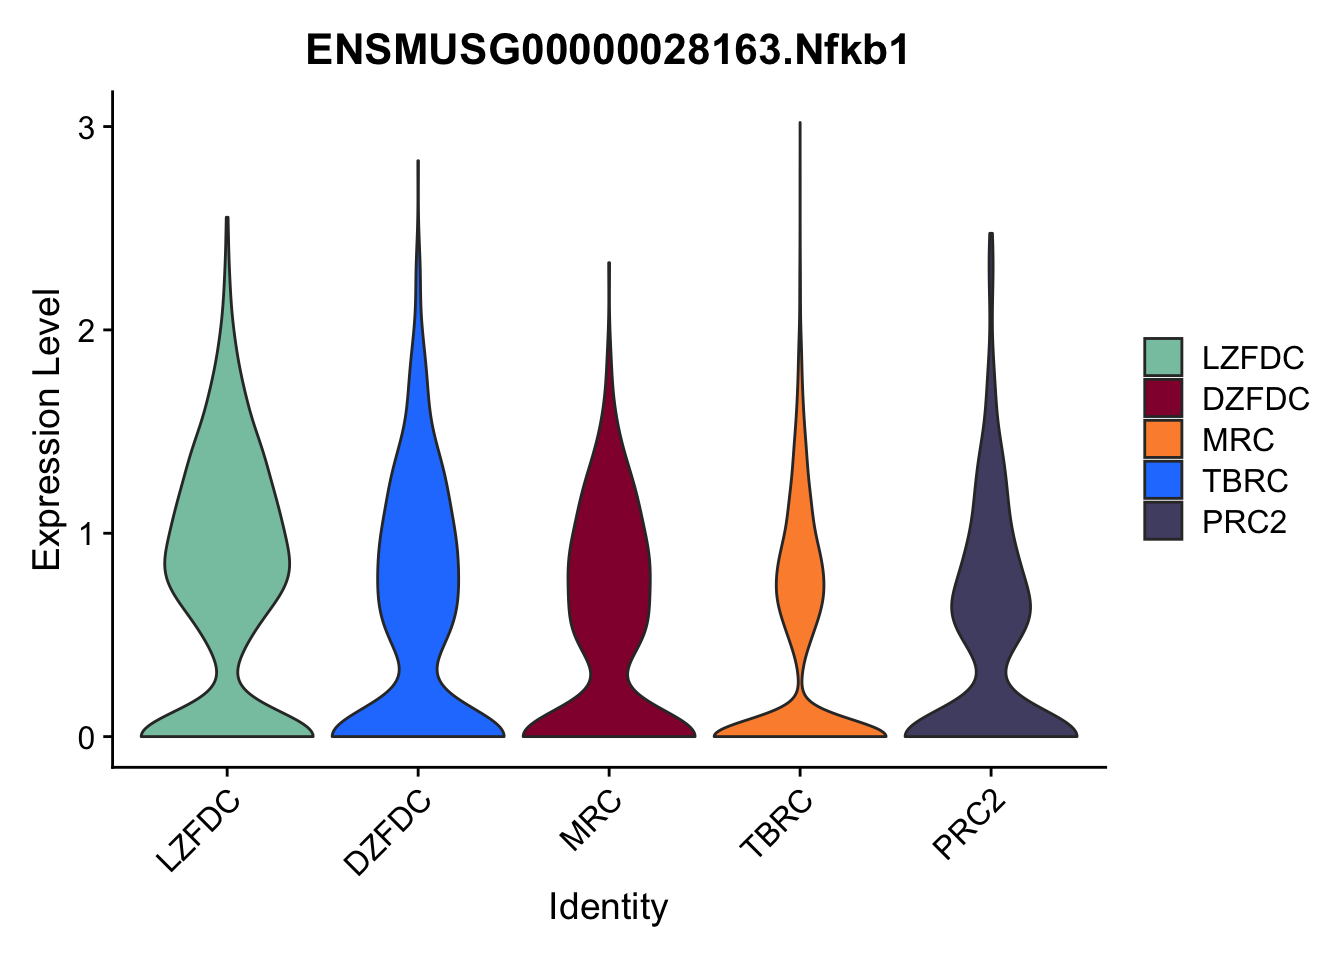 ENSMUSG00000028163.Nfkb1
Expression Level
3
2
1
0
LZFDC
DZFDC
MRC
TBRC
PRC2
Identity
LZFDC
DZFDC
MRC
TBRC
PRC2